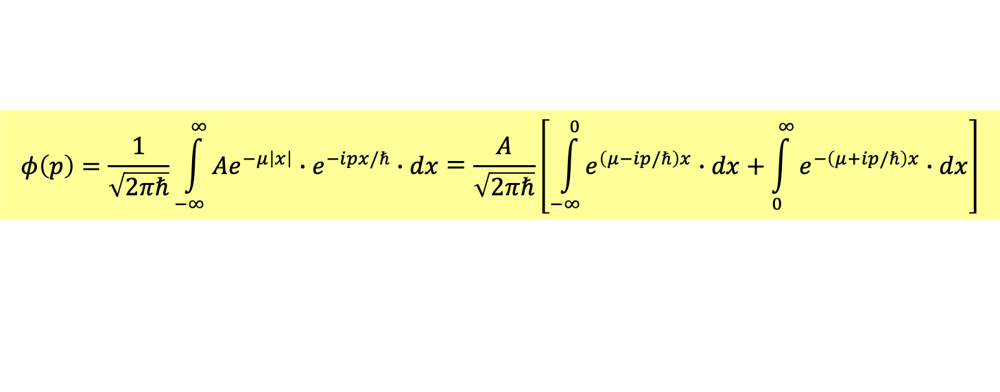 ϕ(p) = 1/√(2πħ) ∫_{−∞}^{∞} Ae^{−μ|x|} · e^{−ipx/ħ} · dx = A/√(2πħ) [ ∫_{−∞}^{0} e^{(μ−ip/ħ)x} · dx + ∫_{0}^{∞} e^{−(μ+ip/ħ)x} · dx ]